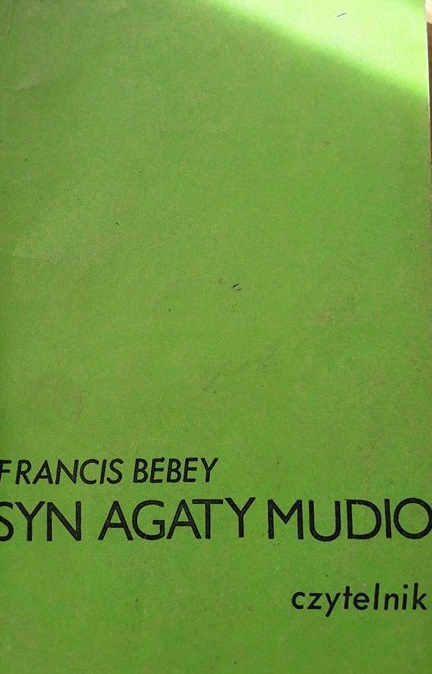 FRANCIS BEBEY
SYN AGATY MUDIO
czytelnik